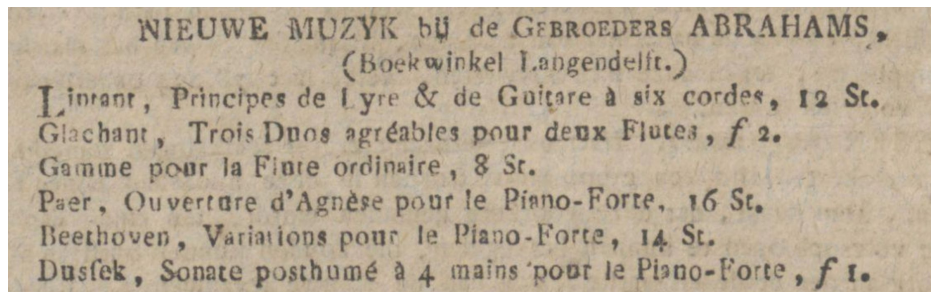 NIEUWE MUZYK bij de GEBROEDERS ABRAHAMS,
(Boekwinkel Langendelft.)
Lintant, Principes de Lyre & de Guitare à six cordes, 12 St.
Glachant, Trois Duos agréables pour deux Flutes, f 2.
Gamme pour la Flute ordinaire, 8 St.
Paer, Ouverture d'Agnèse pour le Piano-Forte, 16 St.
Beethoven, Variations pour le Piano-Forte, 14 St.
Dusſek, Sonate posthumé à 4 mains pour le Piano-Forte, f 1.